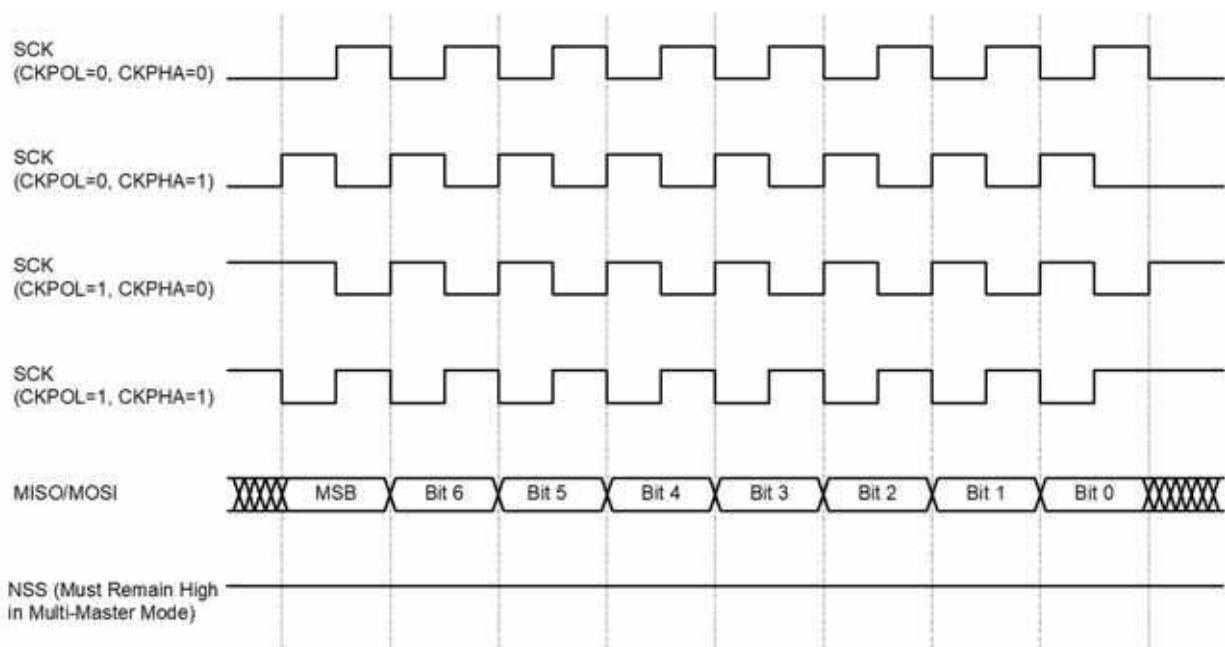 SCK
(CKPOL=0, CKPHA=0)
SCK
(CKPOL=0, CKPHA=1)
SCK
(CKPOL=1, CKPHA=0)
SCK
(CKPOL=1, CKPHA=1)
MISO/MOSI MSB Bit 6 Bit 5 Bit 4 Bit 3 Bit 2 Bit 1 Bit 0
NSS (Must Remain High
in Multi-Master Mode)